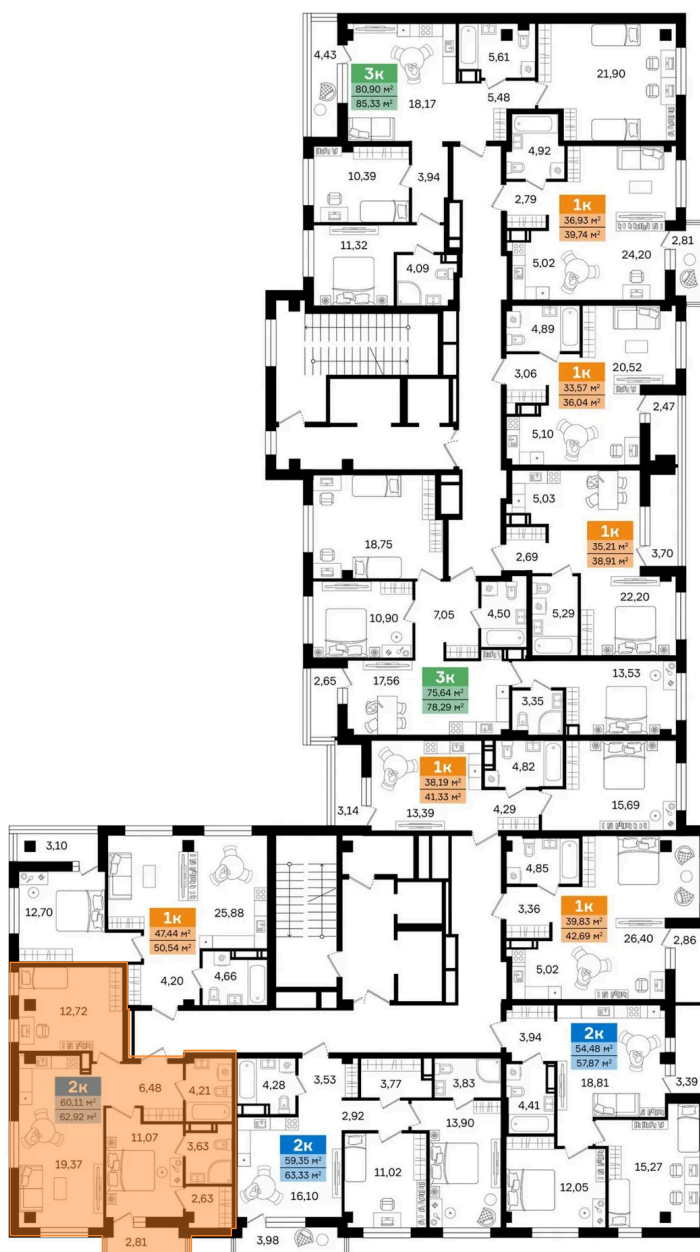 4,43
3к
80,90 м²
85,33 м²
18,17
5,61
5,48
21,90
10,39
3,94
4,92
2,79
1к
36,93 м²
39,74 м²
2,81
11,32
4,09
5,02
24,20
4,89
3,06
1к
33,57 м²
36,04 м²
20,52
2,47
5,10
5,03
18,75
2,69
1к
35,21 м²
38,91 м²
3,70
10,90
7,05
4,50
5,29
22,20
2,65
17,56
3к
75,64 м²
78,29 м²
3,35
13,53
1к
38,19 м²
41,33 м²
4,82
3,14
13,39
4,29
15,69
3,10
12,70
1к
47,44 м²
50,54 м²
25,88
4,20
4,66
4,85
3,36
1к
39,83 м²
42,69 м²
26,40
2,86
5,02
12,72
3,94
2к
54,48 м²
57,87 м²
18,81
3,39
2к
60,11 м²
62,92 м²
6,48
4,21
4,28
3,53
3,77
3,83
4,41
19,37
11,07
3,63
2,63
2,92
2к
59,35 м²
63,33 м²
16,10
11,02
13,90
12,05
15,27
2,81
3,98